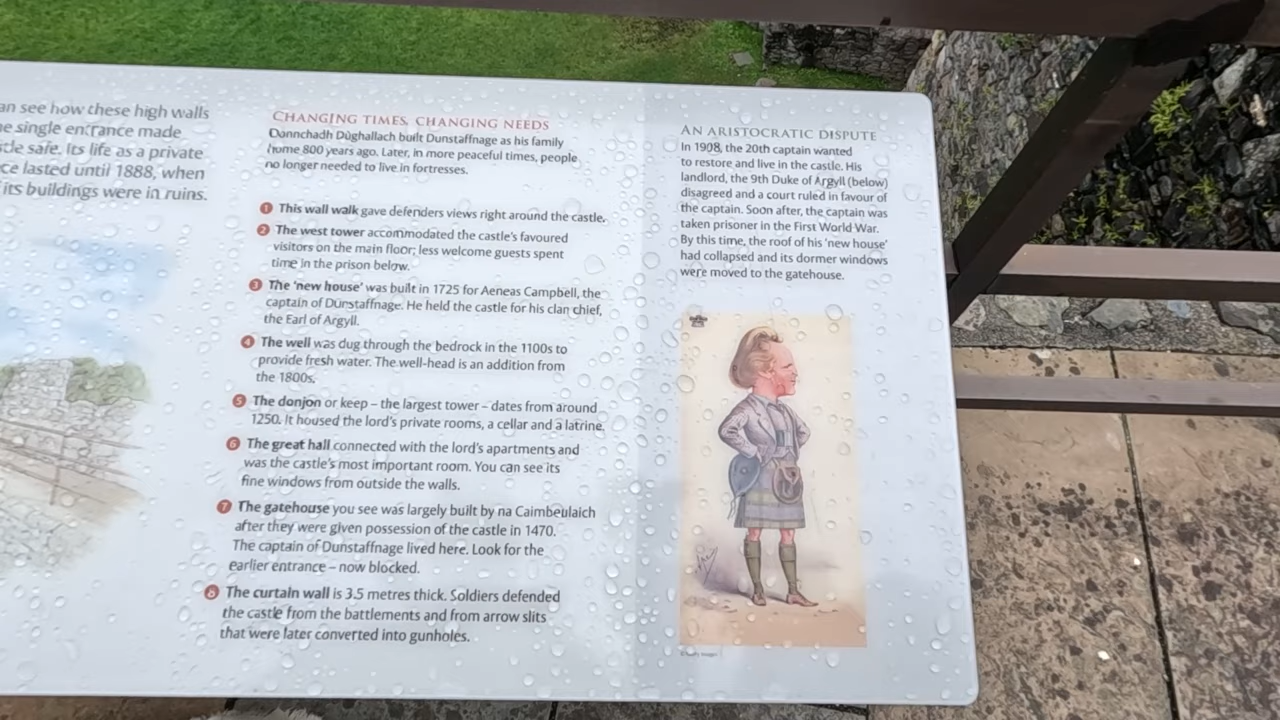 an see how these high walls
e single entrance made
stle safe. Its life as a private
ce lasted until 1888, when
its buildings were in ruins.
CHANGING TIMES, CHANGING NEEDS
Donnchadh Dùghallach built Dunstaffnage as his family
home 800 years ago. Later, in more peaceful times, people
no longer needed to live in fortresses.
1 This wall walk gave defenders views right around the castle.
2 The west tower accommodated the castle's favoured
visitors on the main floor; less welcome guests spent
time in the prison below.
3 The 'new house' was built in 1725 for Aeneas Campbell, the
captain of Dunstaffnage. He held the castle for his clan chief,
the Earl of Argyll.
4 The well was dug through the bedrock in the 1100s to
provide fresh water. The well-head is an addition from
the 1800s.
5 The donjon or keep – the largest tower – dates from around
1250. It housed the lord's private rooms, a cellar and a latrine.
6 The great hall connected with the lord's apartments and
was the castle's most important room. You can see its
fine windows from outside the walls.
7 The gatehouse you see was largely built by na Caimbeulaich
after they were given possession of the castle in 1470.
The captain of Dunstaffnage lived here. Look for the
earlier entrance – now blocked.
8 The curtain wall is 3.5 metres thick. Soldiers defended
the castle from the battlements and from arrow slits
that were later converted into gunholes.
AN ARISTOCRATIC DISPUTE
In 1908, the 20th captain wanted
to restore and live in the castle. His
landlord, the 9th Duke of Argyll (below)
disagreed and a court ruled in favour of
the captain. Soon after, the captain was
taken prisoner in the First World War.
By this time, the roof of his 'new house'
had collapsed and its dormer windows
were moved to the gatehouse.